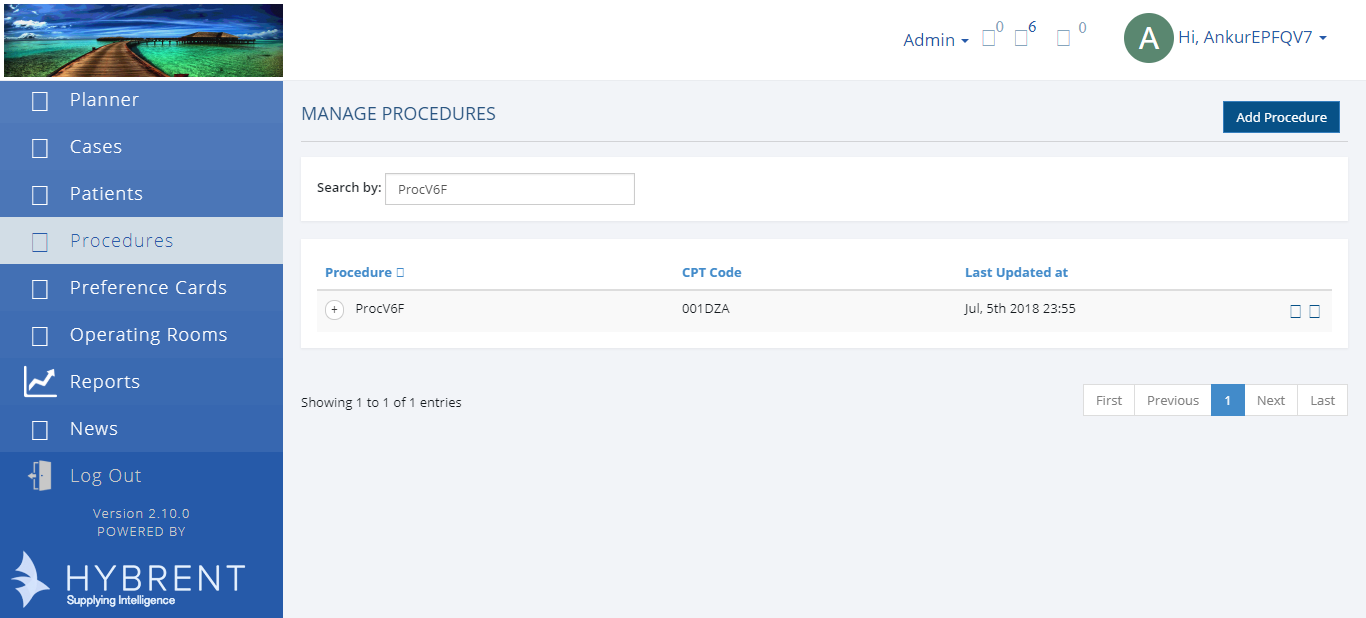 Admin
0
6
0
A
Hi, AnkurEPFQV7
Planner
Cases
Patients
Procedures
Preference Cards
Operating Rooms
Reports
News
Log Out
Version 2.10.0
POWERED BY
HYBRENT
Supplying Intelligence
MANAGE PROCEDURES
Add Procedure
Search by: ProcV6F
Procedure CPT Code Last Updated at
+ ProcV6F 001DZA Jul, 5th 2018 23:55
Showing 1 to 1 of 1 entries
First Previous 1 Next Last